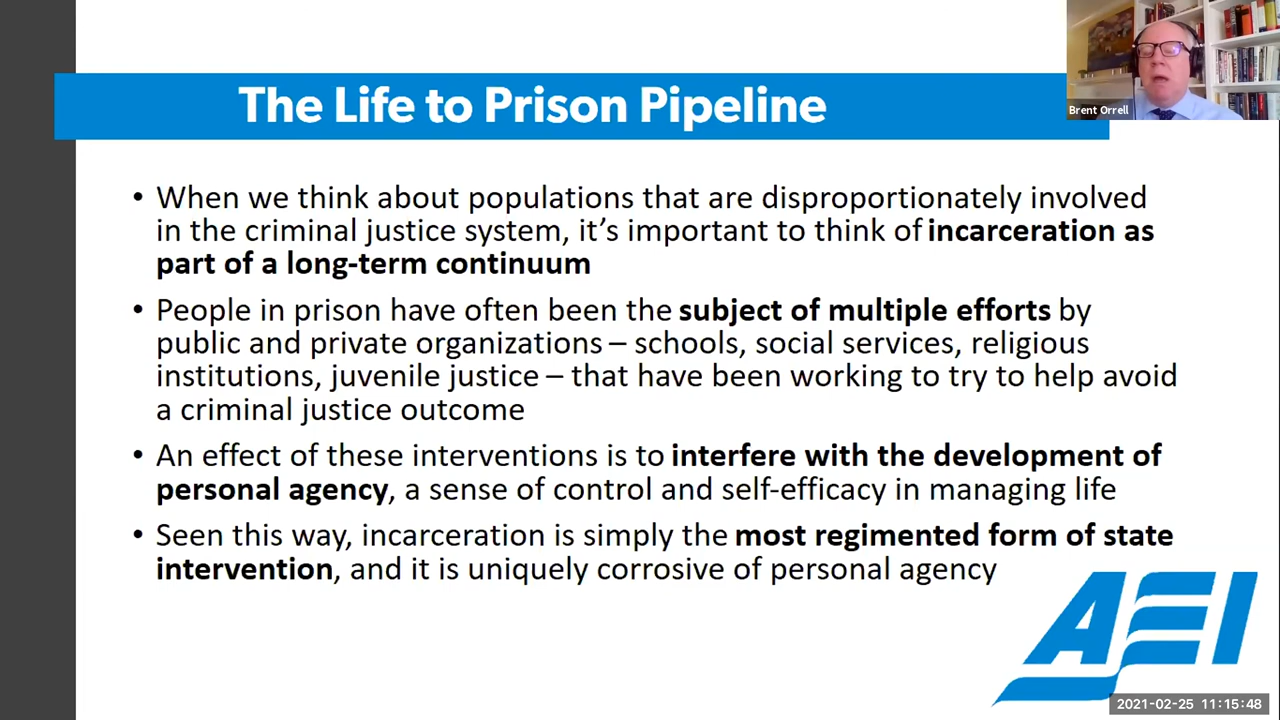 The Life to Prison Pipeline
Brent Orrell
• When we think about populations that are disproportionately involved
in the criminal justice system, it’s important to think of incarceration as
part of a long-term continuum
• People in prison have often been the subject of multiple efforts by
public and private organizations – schools, social services, religious
institutions, juvenile justice – that have been working to try to help avoid
a criminal justice outcome
• An effect of these interventions is to interfere with the development of
personal agency, a sense of control and self-efficacy in managing life
• Seen this way, incarceration is simply the most regimented form of state
intervention, and it is uniquely corrosive of personal agency
AEI
2021-02-25 11:15:48